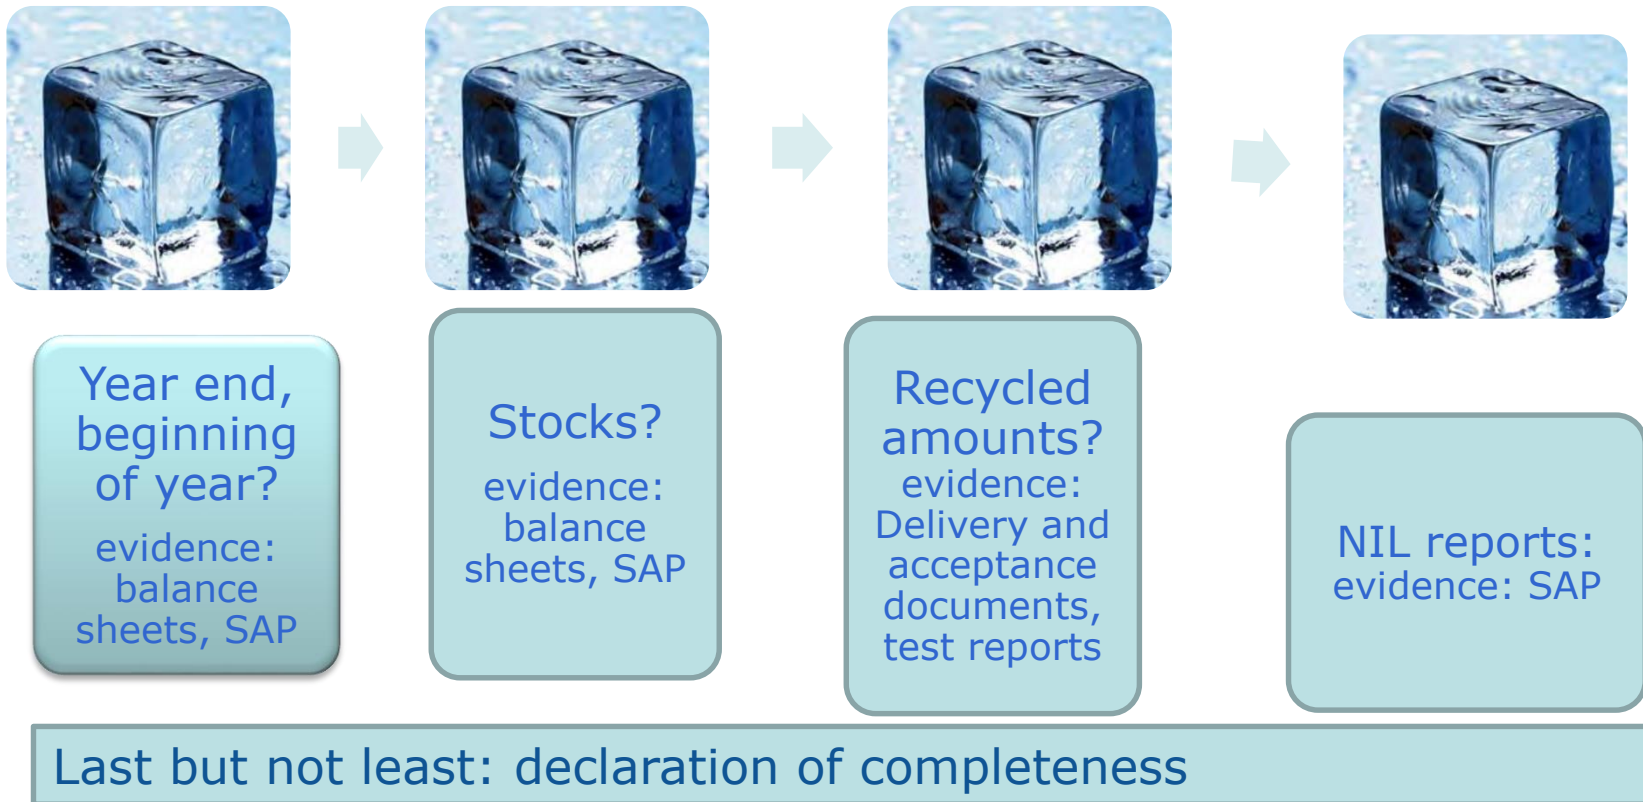 Year end,
beginning
of year?
evidence:
balance
sheets, SAP
Stocks?
evidence:
balance
sheets, SAP
Recycled
amounts?
evidence:
Delivery and
acceptance
documents,
test reports
NIL reports:
evidence: SAP
Last but not least: declaration of completeness